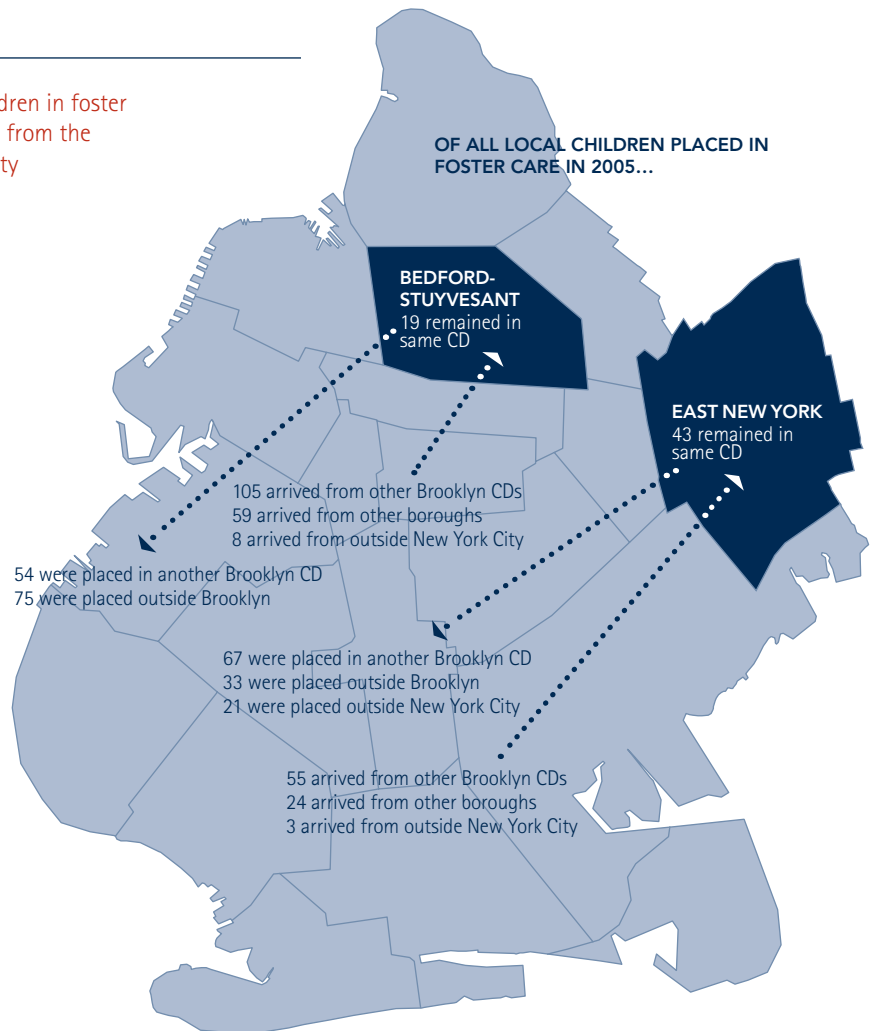 dren in foster
from the
ty
OF ALL LOCAL CHILDREN PLACED IN
FOSTER CARE IN 2005...
BEDFORD-
STUYVESANT
19 remained in
same CD
EAST NEW YORK
43 remained in
same CD
105 arrived from other Brooklyn CDs
59 arrived from other boroughs
8 arrived from outside New York City
54 were placed in another Brooklyn CD
75 were placed outside Brooklyn
67 were placed in another Brooklyn CD
33 were placed outside Brooklyn
21 were placed outside New York City
55 arrived from other Brooklyn CDs
24 arrived from other boroughs
3 arrived from outside New York City